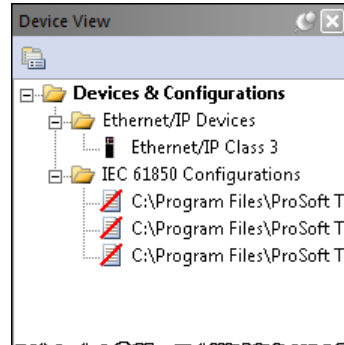 Device View
Devices & Configurations
Ethernet/IP Devices
Ethernet/IP Class 3
IEC 61850 Configurations
C:\Program Files\ProSoft T
C:\Program Files\ProSoft T
C:\Program Files\ProSoft T